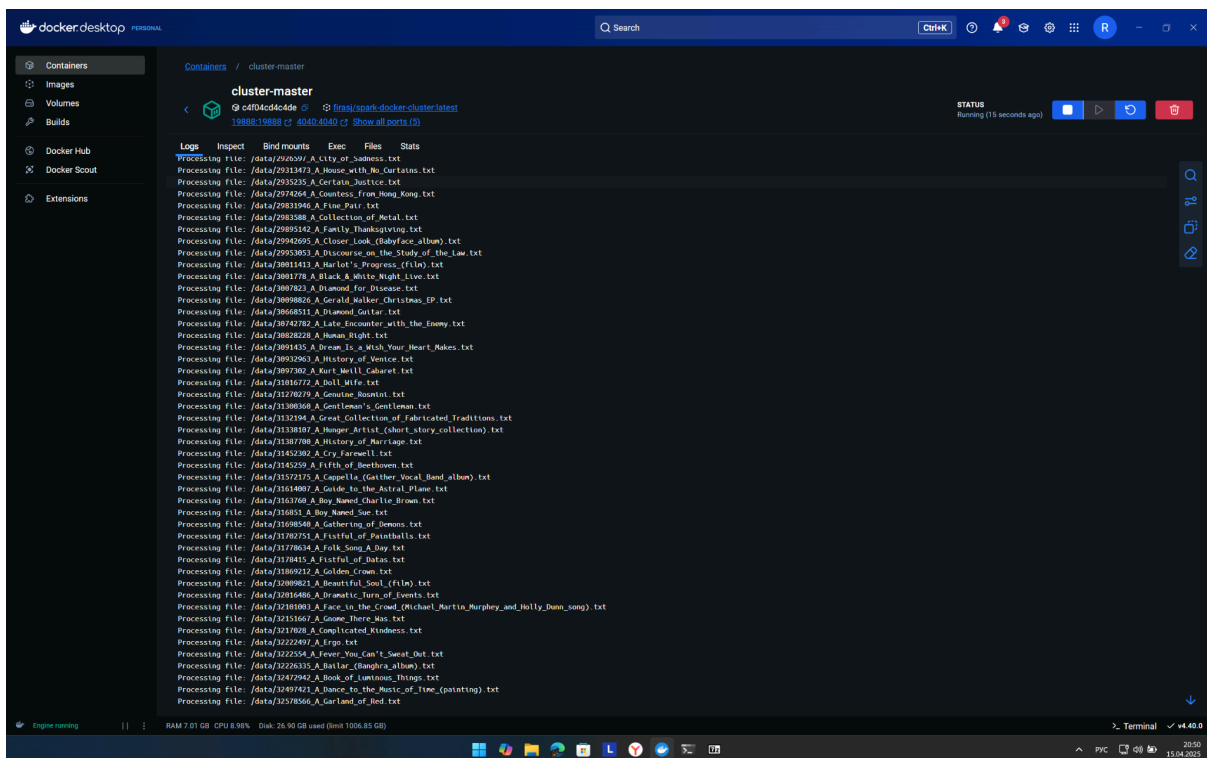 docker.desktop PERSONAL
Search
Ctrl+K
3
R
Containers
Images
Volumes
Builds
Docker Hub
Docker Scout
Extensions
Containers / cluster-master
cluster-master
c4f04cd4c4de firasj/spark-docker-cluster:latest
19888:19888 4040:4040 Show all ports (5)
STATUS
Running (15 seconds ago)
Logs Inspect Bind mounts Exec Files Stats
Processing file: /data/2926597_A_City_of_Sadness.txt
Processing file: /data/29313473_A_House_with_No_Curtains.txt
Processing file: /data/2935235_A_Certain_Justice.txt
Processing file: /data/2974264_A_Countess_from_Hong_Kong.txt
Processing file: /data/29831946_A_Fine_Pair.txt
Processing file: /data/2983588_A_Collection_of_Metal.txt
Processing file: /data/29895142_A_Family_Thanksgiving.txt
Processing file: /data/29942695_A_Closer_Look_(Babyface_album).txt
Processing file: /data/29953053_A_Discourse_on_the_Study_of_the_Law.txt
Processing file: /data/30011413_A_Harlot's_Progress_(film).txt
Processing file: /data/3001778_A_Black_&_White_Night_Live.txt
Processing file: /data/3007823_A_Diamond_for_Disease.txt
Processing file: /data/30098826_A_Gerald_Walker_Christmas_EP.txt
Processing file: /data/30668511_A_Diamond_Guitar.txt
Processing file: /data/30742782_A_Late_Encounter_with_the_Enemy.txt
Processing file: /data/30828228_A_Human_Right.txt
Processing file: /data/3091435_A_Dream_Is_a_Wish_Your_Heart_Makes.txt
Processing file: /data/30932963_A_History_of_Venice.txt
Processing file: /data/3097302_A_Kurt_Weill_Cabaret.txt
Processing file: /data/31016772_A_Doll_Wife.txt
Processing file: /data/31270279_A_Genuine_Rosmini.txt
Processing file: /data/31300360_A_Gentleman's_Gentleman.txt
Processing file: /data/3132194_A_Great_Collection_of_Fabricated_Traditions.txt
Processing file: /data/31338107_A_Hunger_Artist_(short_story_collection).txt
Processing file: /data/31387700_A_History_of_Marriage.txt
Processing file: /data/31452302_A_Cry_Farewell.txt
Processing file: /data/3145259_A_Fifth_of_Beethoven.txt
Processing file: /data/31572175_A_Cappella_(Gaither_Vocal_Band_album).txt
Processing file: /data/31614007_A_Guide_to_the_Astral_Plane.txt
Processing file: /data/3163760_A_Boy_Named_Charlie_Brown.txt
Processing file: /data/316851_A_Boy_Named_Sue.txt
Processing file: /data/31698540_A_Gathering_of_Demons.txt
Processing file: /data/31702751_A_Fistful_of_Paintballs.txt
Processing file: /data/31778634_A_Folk_Song_A_Day.txt
Processing file: /data/3178415_A_Fistful_of_Datas.txt
Processing file: /data/31869212_A_Golden_Crown.txt
Processing file: /data/32009821_A_Beautiful_Soul_(film).txt
Processing file: /data/32016486_A_Dramatic_Turn_of_Events.txt
Processing file: /data/32101003_A_Face_in_the_Crowd_(Michael_Martin_Murphey_and_Holly_Dunn_song).txt
Processing file: /data/32151667_A_Gnome_There_Was.txt
Processing file: /data/3217028_A_Complicated_Kindness.txt
Processing file: /data/32222497_A_Ergo.txt
Processing file: /data/3222554_A_Fever_You_Can't_Sweat_Out.txt
Processing file: /data/32226335_A_Bailar_(Banghra_album).txt
Processing file: /data/32472942_A_Book_of_Luminous_Things.txt
Processing file: /data/32497421_A_Dance_to_the_Music_of_Time_(painting).txt
Processing file: /data/32578566_A_Garland_of_Red.txt
Engine running RAM 7.01 GB CPU 8.98% Disk: 26.90 GB used (limit 1006.85 GB) >_ Terminal v4.40.0
L Y РУС 20:50
15.04.2025